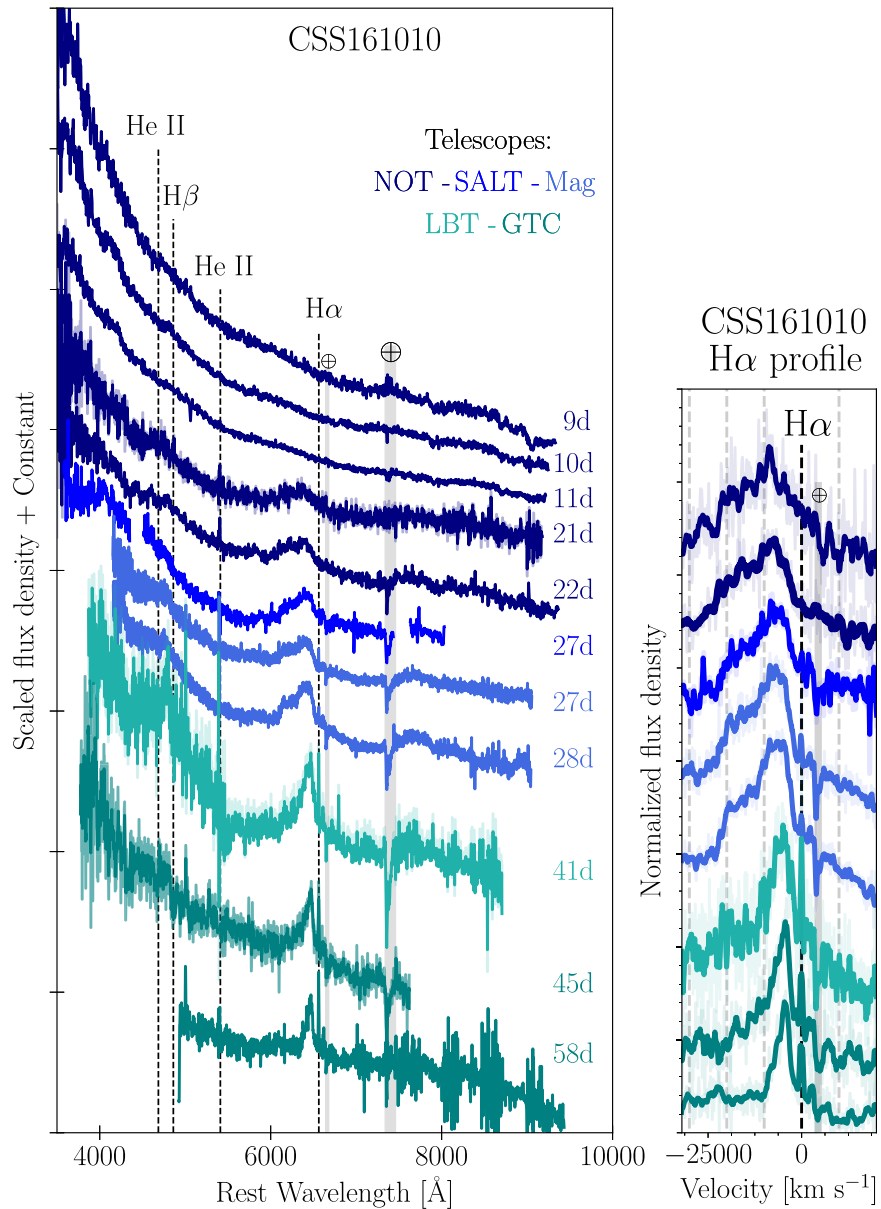 CSS161010
He II
Telescopes:
Hβ
NOT - SALT - Mag
LBT - GTC
He II
Hα
⊕
⊕
9d
10d
11d
21d
22d
27d
27d
28d
41d
45d
58d
Scaled flux density + Constant
4000 6000 8000 10000
Rest Wavelength [Å]
CSS161010
Hα profile
Hα
⊕
Normalized flux density
−25000 0
Velocity [km s⁻¹]